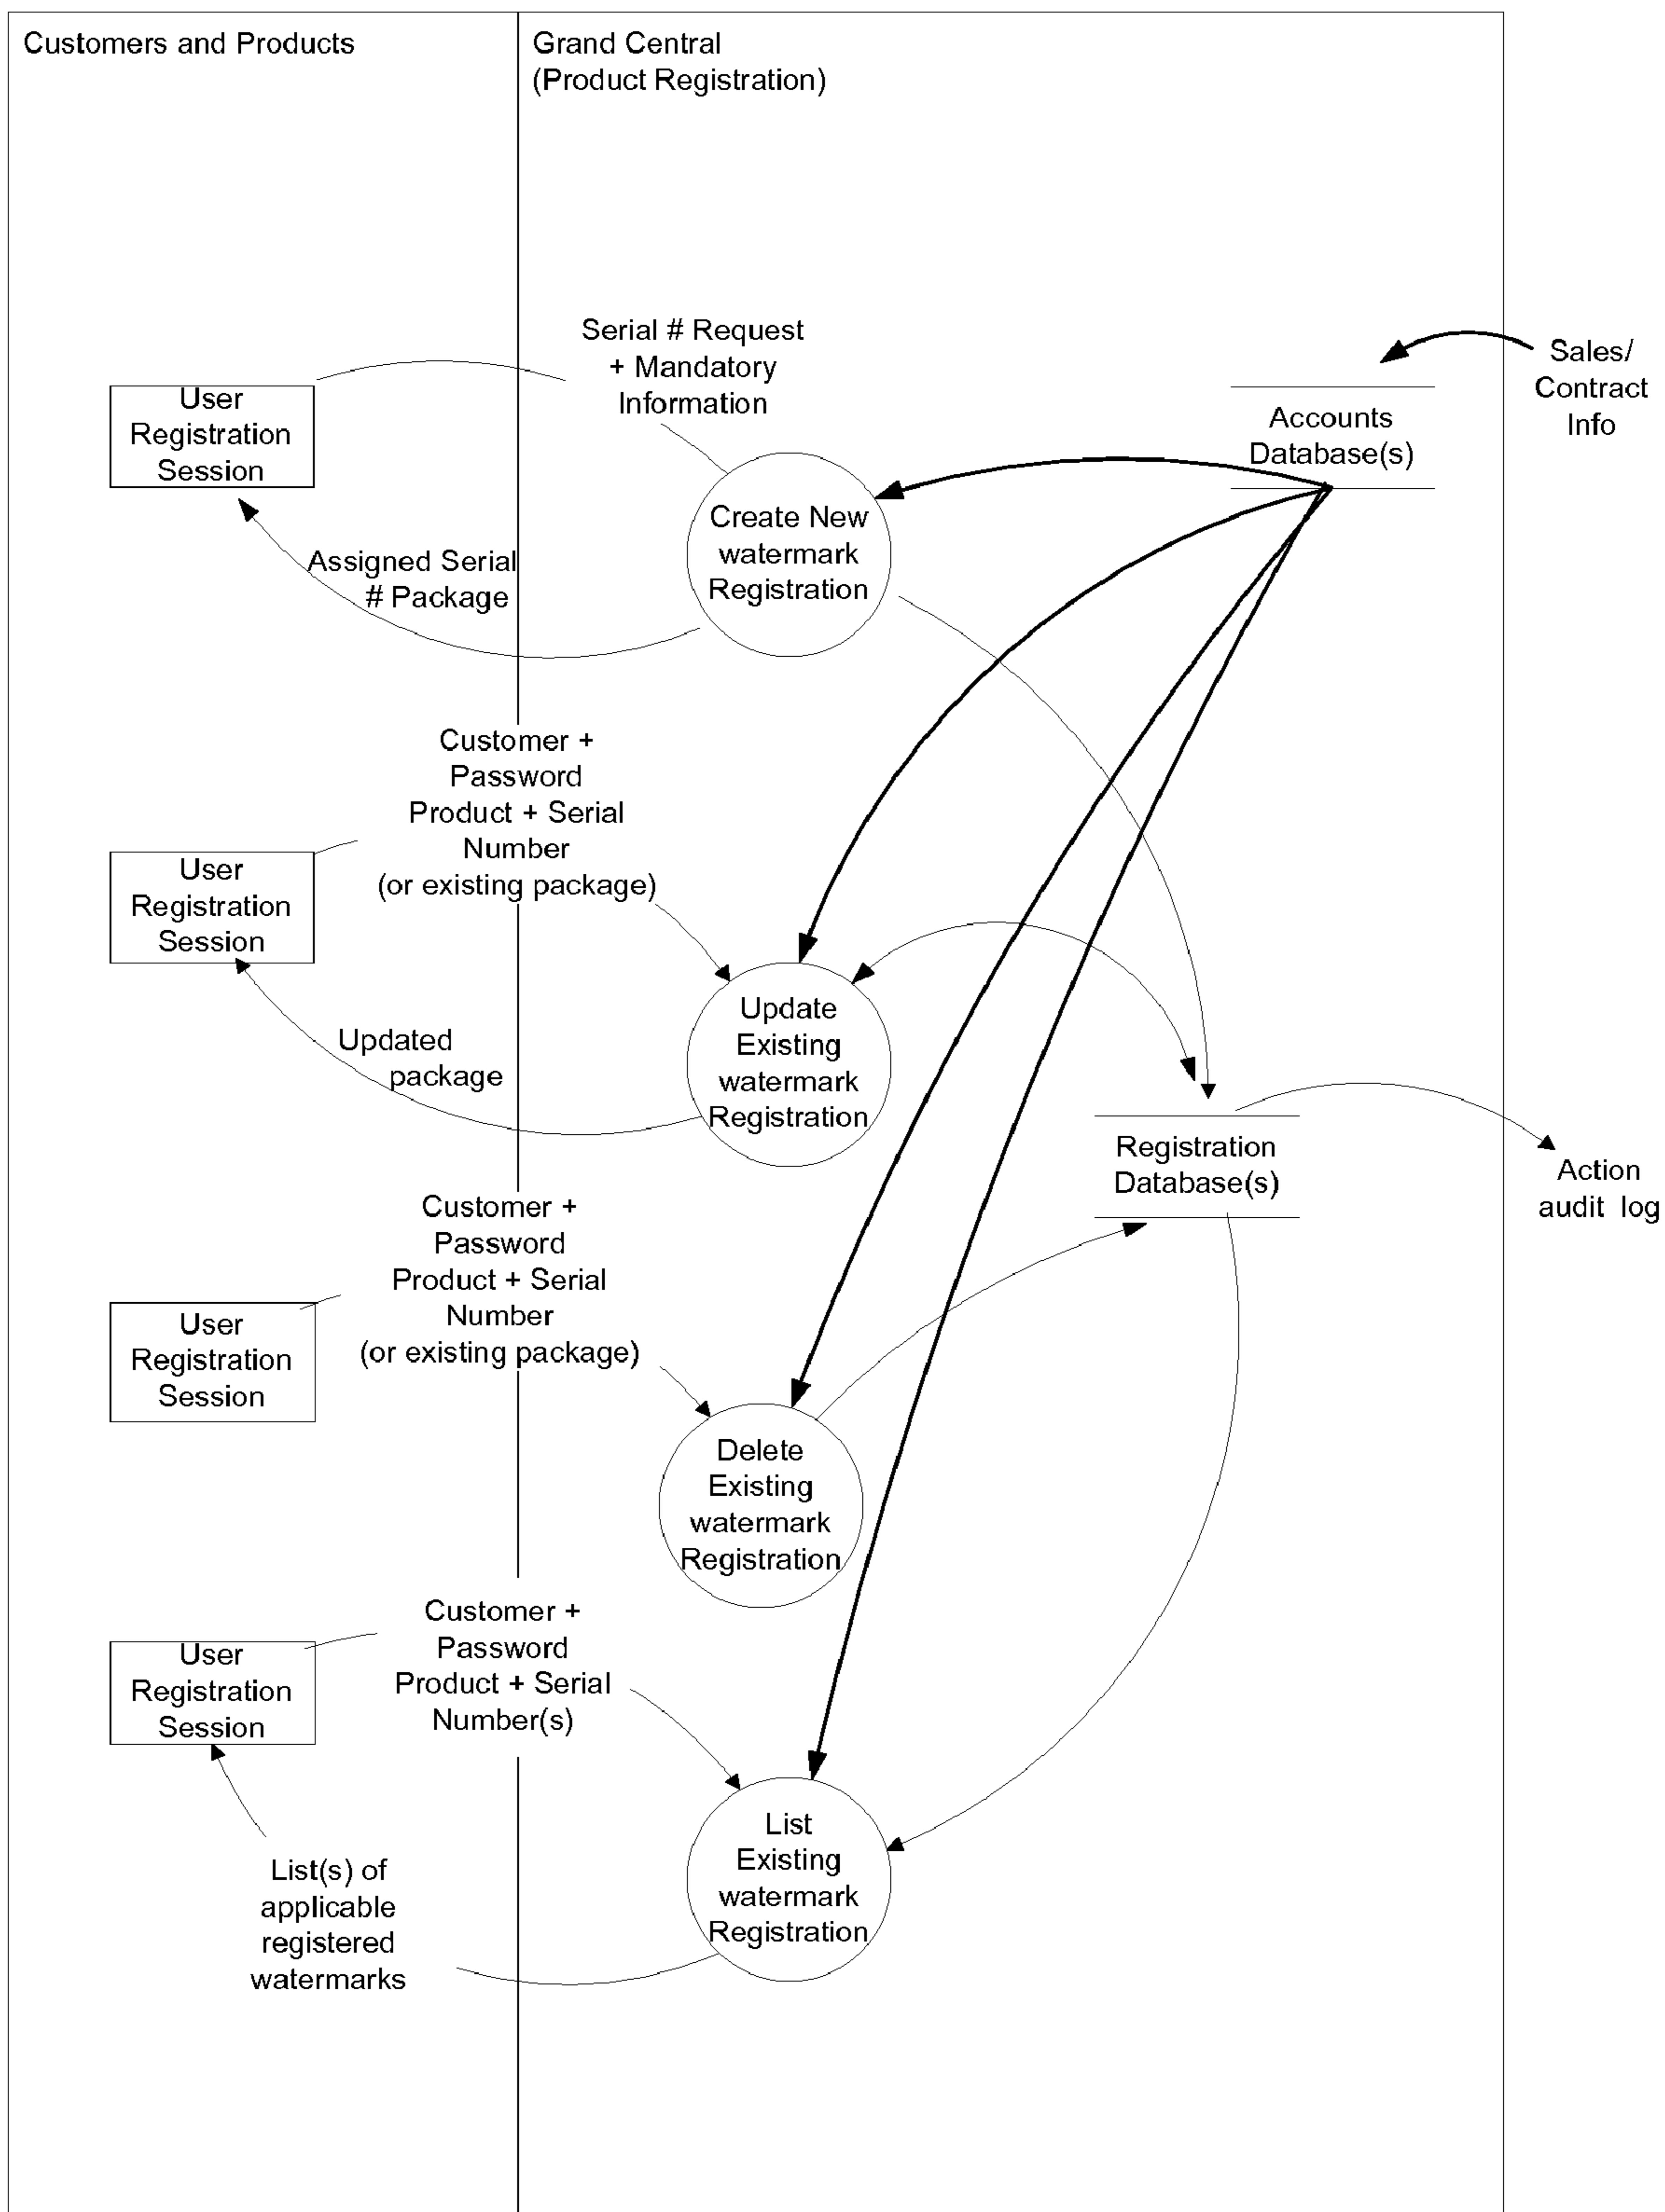 Customers and Products
Grand Central
(Product Registration)
Serial # Request
+ Mandatory
Information
Sales/
Contract
Info
User
Registration
Session
Accounts
Database(s)
Create New
watermark
Registration
Assigned Serial
# Package
Customer +
Password
Product + Serial
Number
(or existing package)
User
Registration
Session
Update
Existing
watermark
Registration
Updated
package
Registration
Database(s)
Action
audit log
Customer +
Password
Product + Serial
Number
(or existing package)
User
Registration
Session
Delete
Existing
watermark
Registration
Customer +
Password
Product + Serial
Number(s)
User
Registration
Session
List
Existing
watermark
Registration
List(s) of
applicable
registered
watermarks